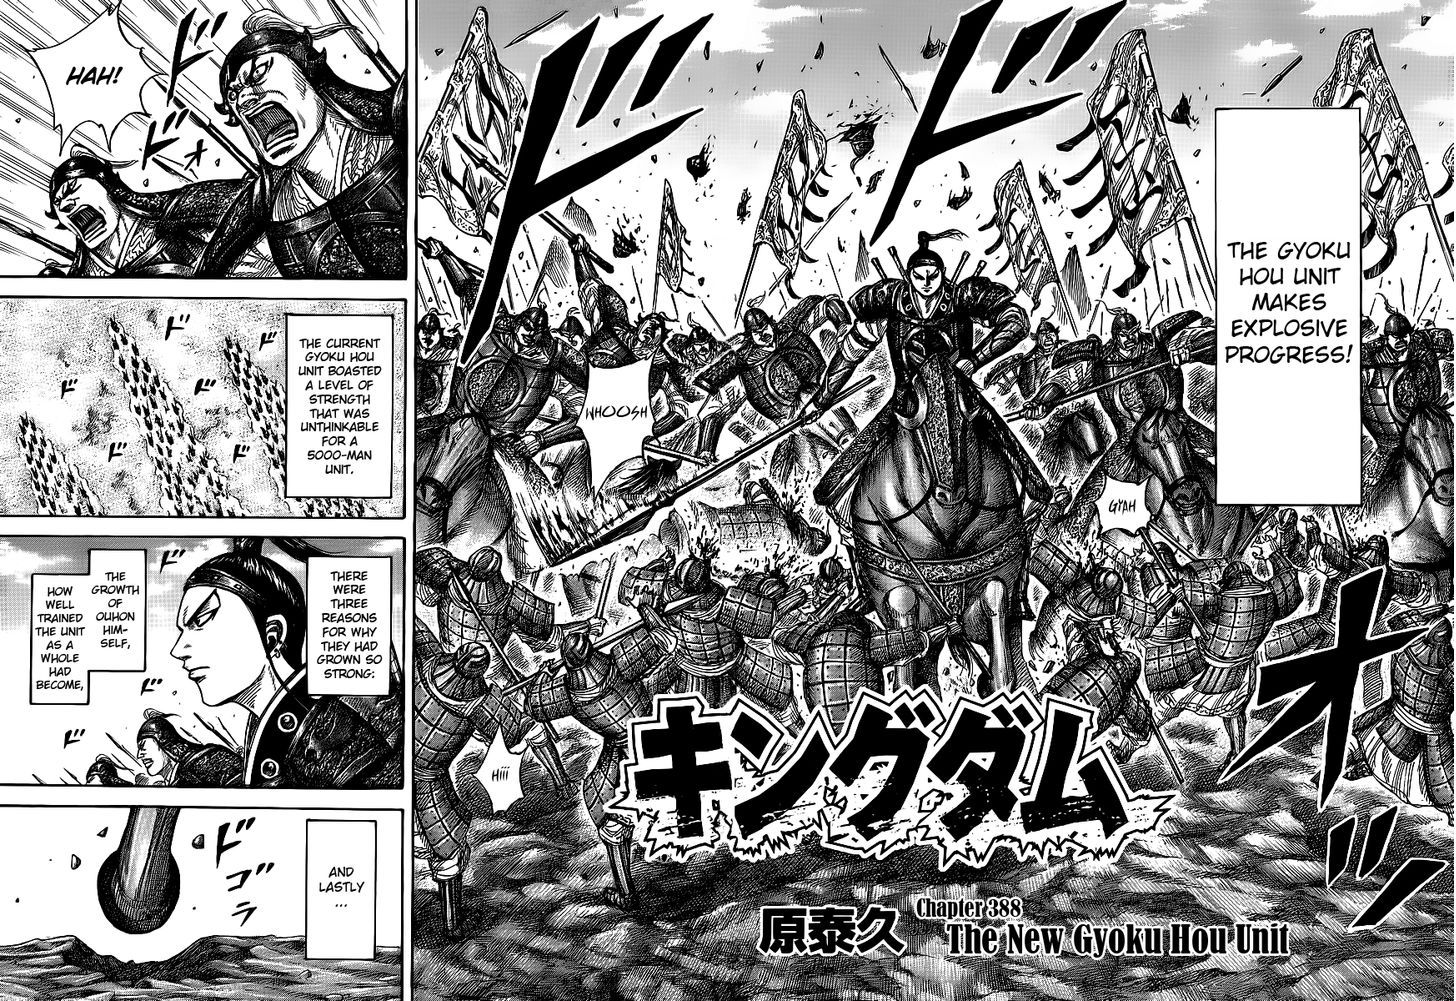 THE GYOKU
HOU UNIT
MAKES
EXPLOSIVE
PROGRESS!
ドドドオッ
WHOOSH
GYAH
HIII
キングダム
原泰久
Chapter 388
The New Gyoku Hou Unit
HAH!
ドドオ
THE CURRENT
GYOKU HOU
UNIT BOASTED
A LEVEL OF
STRENGTH
THAT WAS
UNTHINKABLE
FOR A
5000-MAN
UNIT.
ド
ド
ド
ド
ド
THERE
WERE
THREE
REASONS
FOR WHY
THEY HAD
GROWN SO
STRONG:
THE
GROWTH
OF
OUHON
HIM-
SELF,
HOW
WELL
TRAINED
THE UNIT
AS A
WHOLE
HAD
BECOME,
ド
ド
ド
AND
LASTLY
...
ドゴラ